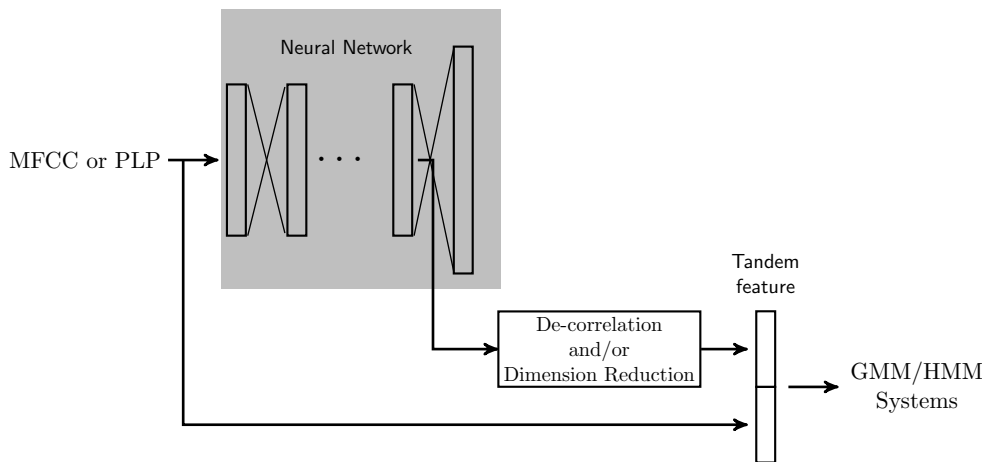 Neural Network
MFCC or PLP
. . .
Tandem
feature
De-correlation
and/or
Dimension Reduction
GMM/HMM
Systems